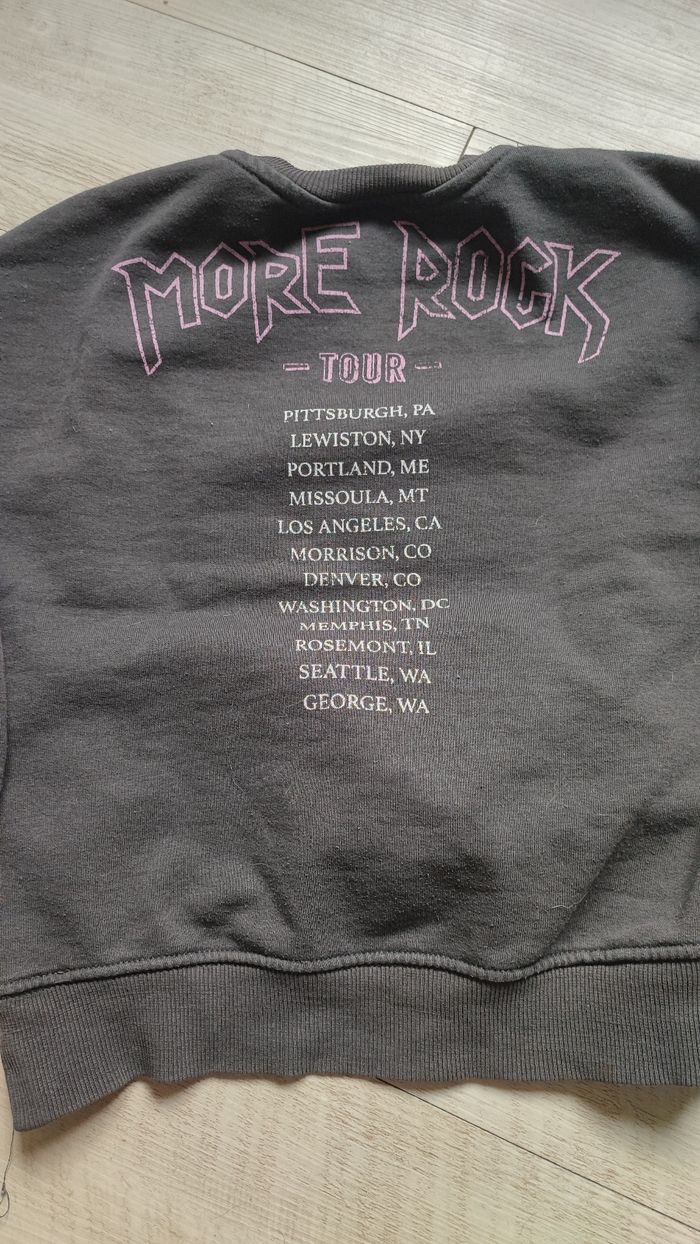 MORE ROCK
– TOUR –
PITTSBURGH, PA
LEWISTON, NY
PORTLAND, ME
MISSOULA, MT
LOS ANGELES, CA
MORRISON, CO
DENVER, CO
WASHINGTON, DC
MEMPHIS, TN
ROSEMONT, IL
SEATTLE, WA
GEORGE, WA